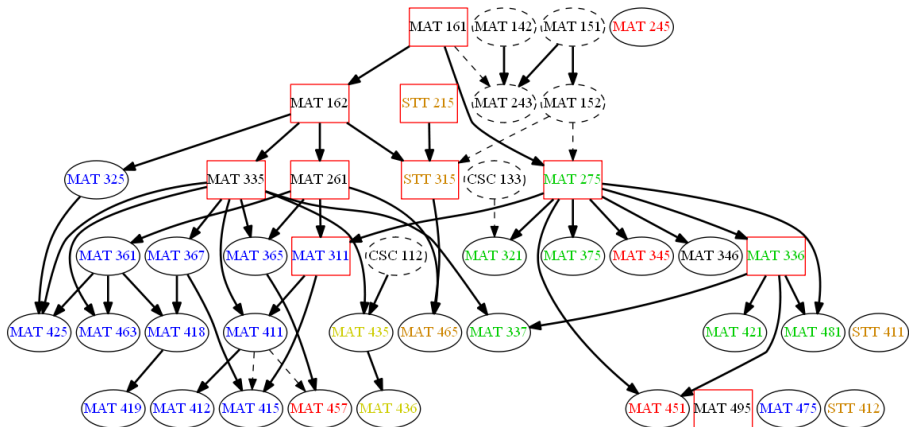 MAT 161
MAT 142
MAT 151
MAT 245
MAT 162
STT 215
MAT 243
MAT 152
MAT 325
MAT 335
MAT 261
STT 315
CSC 133
MAT 275
MAT 361
MAT 367
MAT 365
MAT 311
CSC 112
MAT 321
MAT 375
MAT 345
MAT 346
MAT 336
MAT 425
MAT 463
MAT 418
MAT 411
MAT 435
MAT 465
MAT 337
MAT 421
MAT 481
STT 411
MAT 419
MAT 412
MAT 415
MAT 457
MAT 436
MAT 451
MAT 495
MAT 475
STT 412